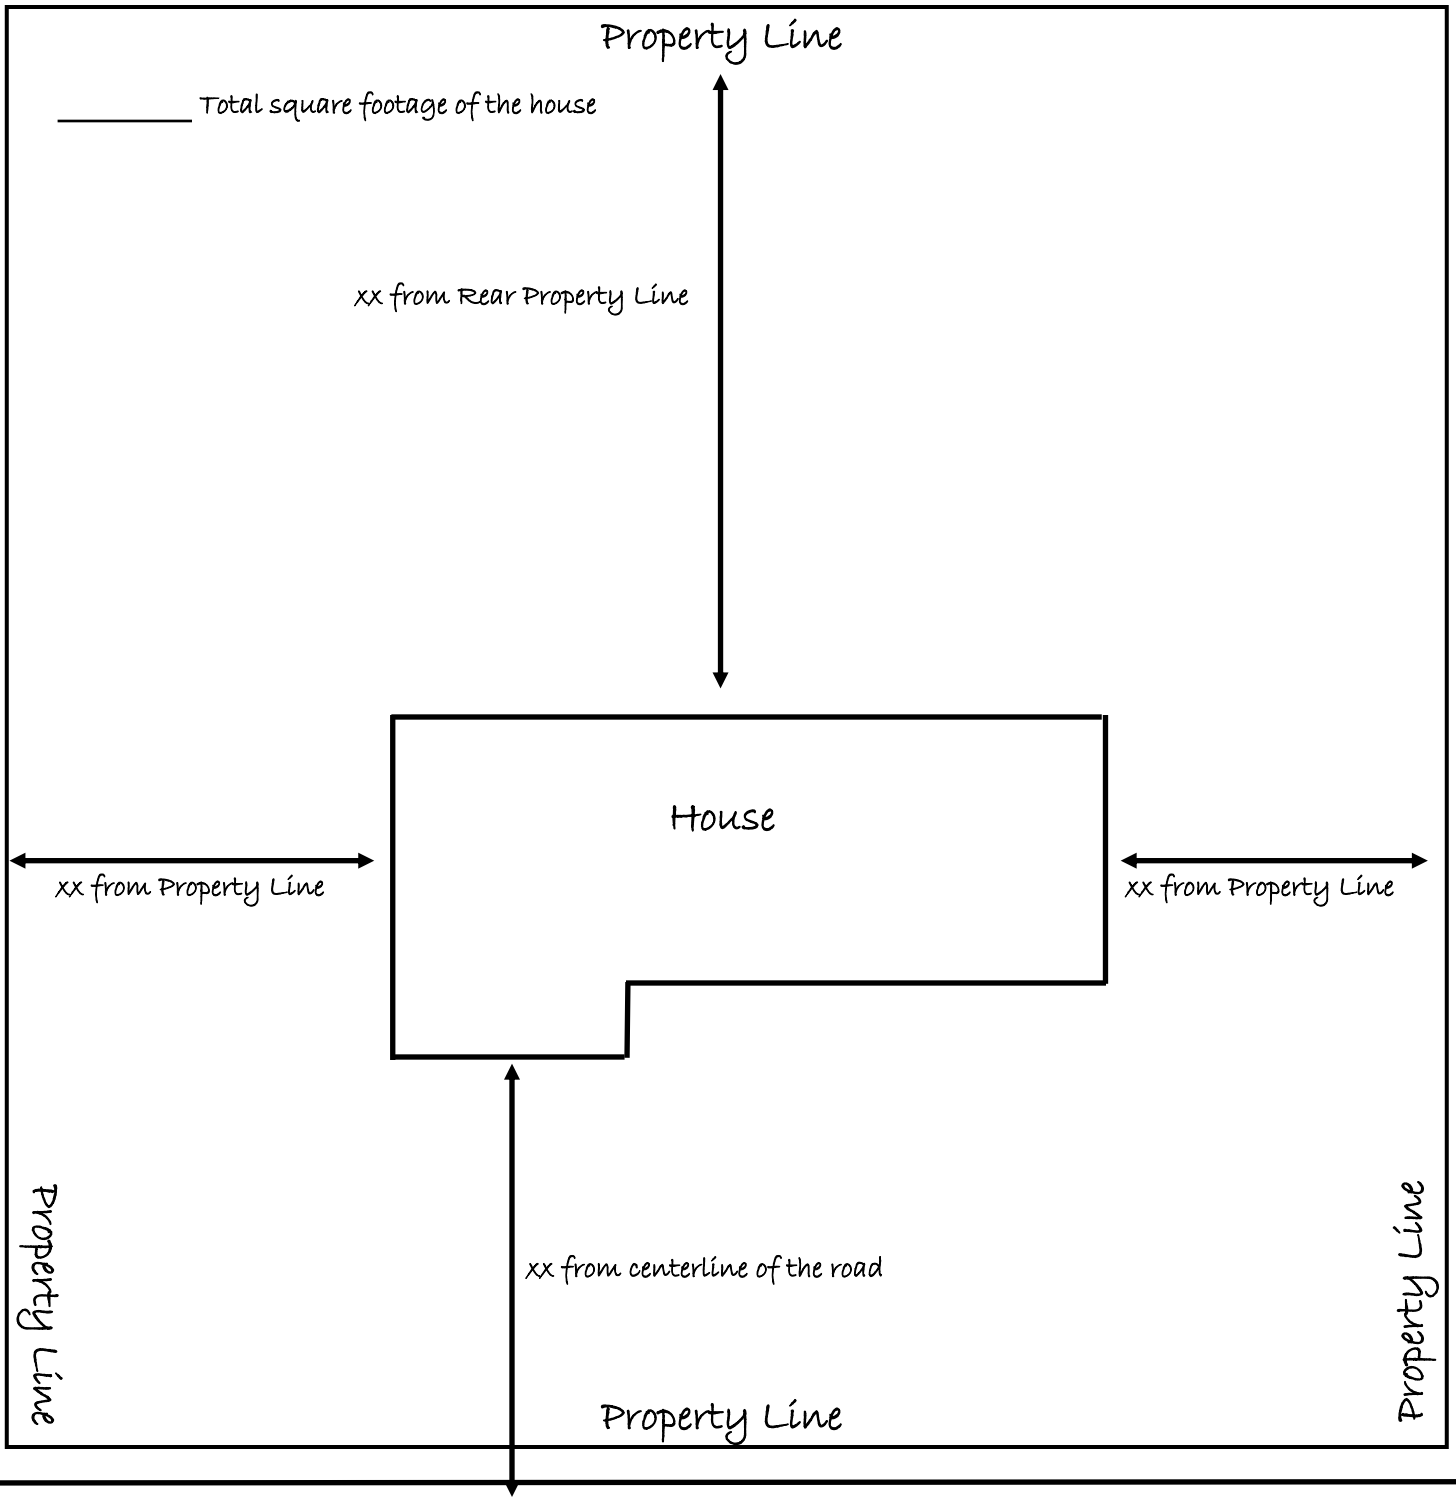 Property Line
_________ Total square footage of the house
xx from Rear Property Line
House
xx from Property Line
xx from Property Line
Property Line
xx from centerline of the road
Property Line
Property Line